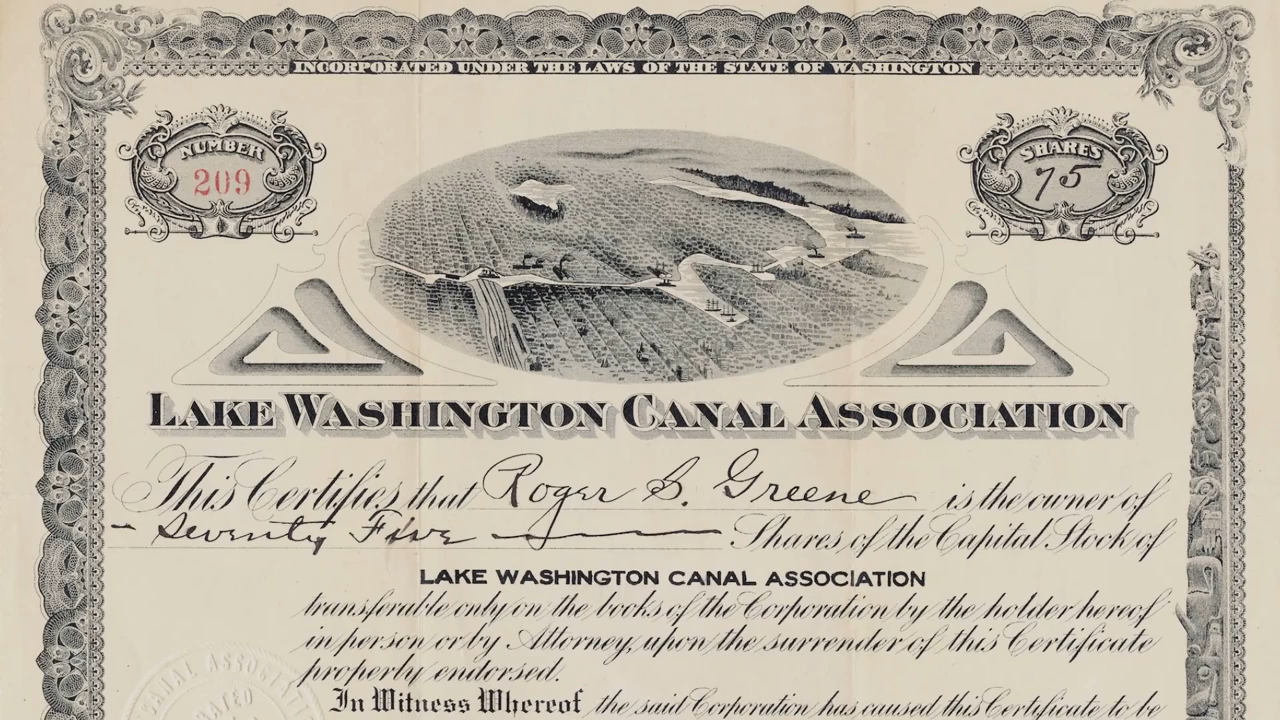 INCORPORATED UNDER THE LAWS OF THE STATE OF WASHINGTON
NUMBER
209
SHARES
75
LAKE WASHINGTON CANAL ASSOCIATION
This Certifies that Roger S. Greene is the owner of
Seventy Five Shares of the Capital Stock of
LAKE WASHINGTON CANAL ASSOCIATION
transferable only on the books of the Corporation by the holder hereof
in person or by Attorney, upon the surrender of this Certificate
properly endorsed.
CANAL ASSOCIAT
RATED
In Witness Whereof the said Corporation has caused this Certificate to be